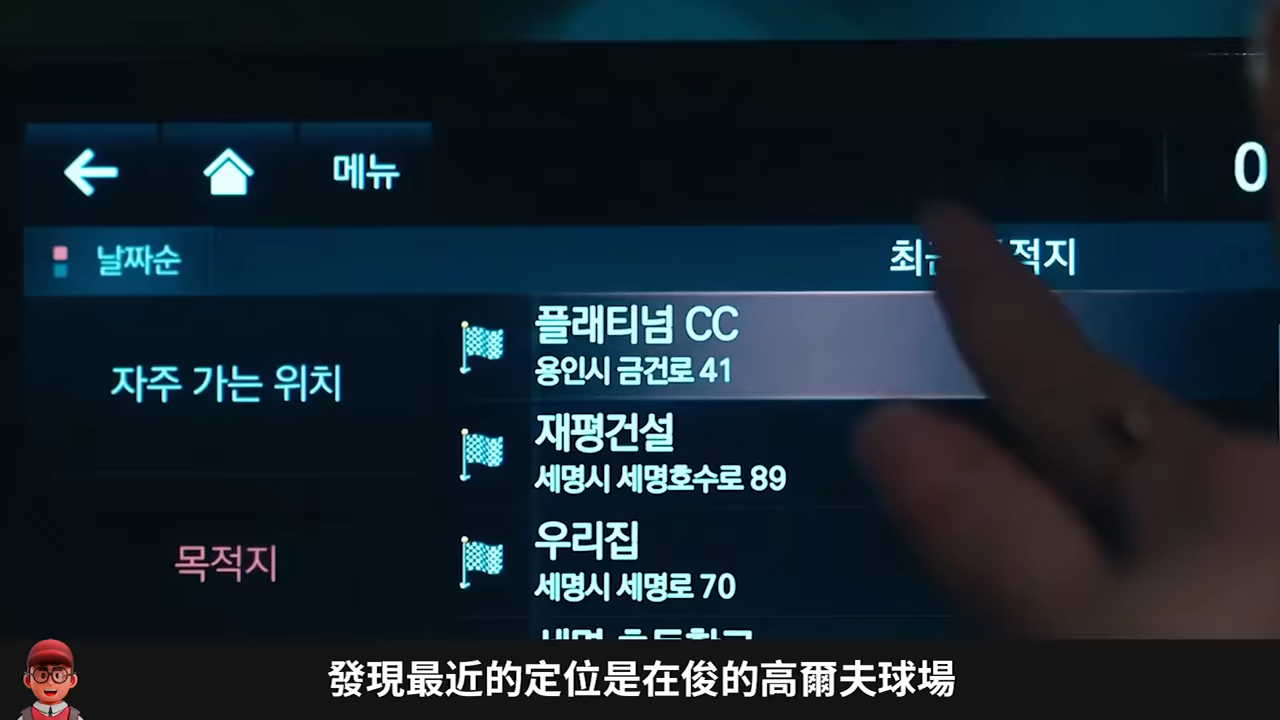 메뉴
0
날짜순
플래티넘 CC
용인시 금건로 41
자주 가는 위치
재평건설
세명시 세명호수로 89
우리집
목적지
세명시 세명로 70
發現最近的定位是在俊的高爾夫球場